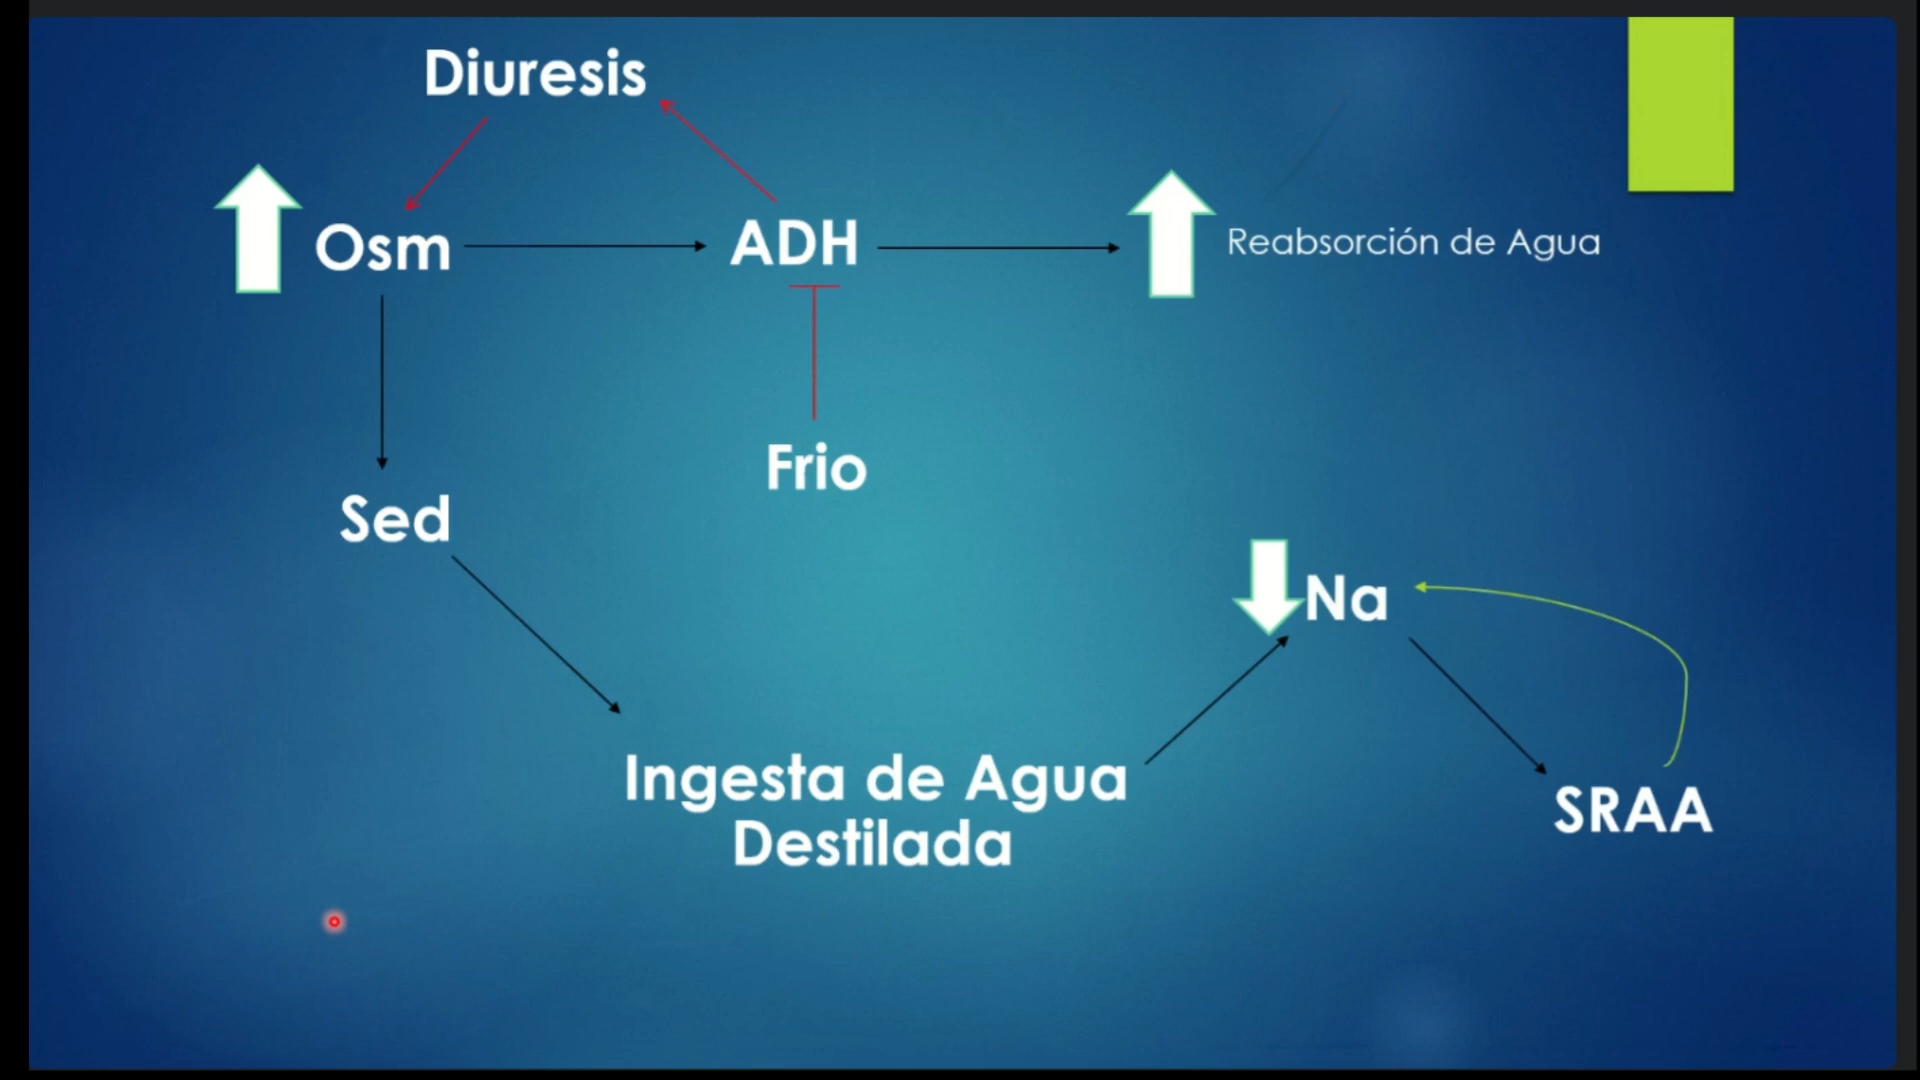 Diuresis
Osm
ADH
Reabsorción de Agua
Frio
Sed
Na
Ingesta de Agua
Destilada
SRAA